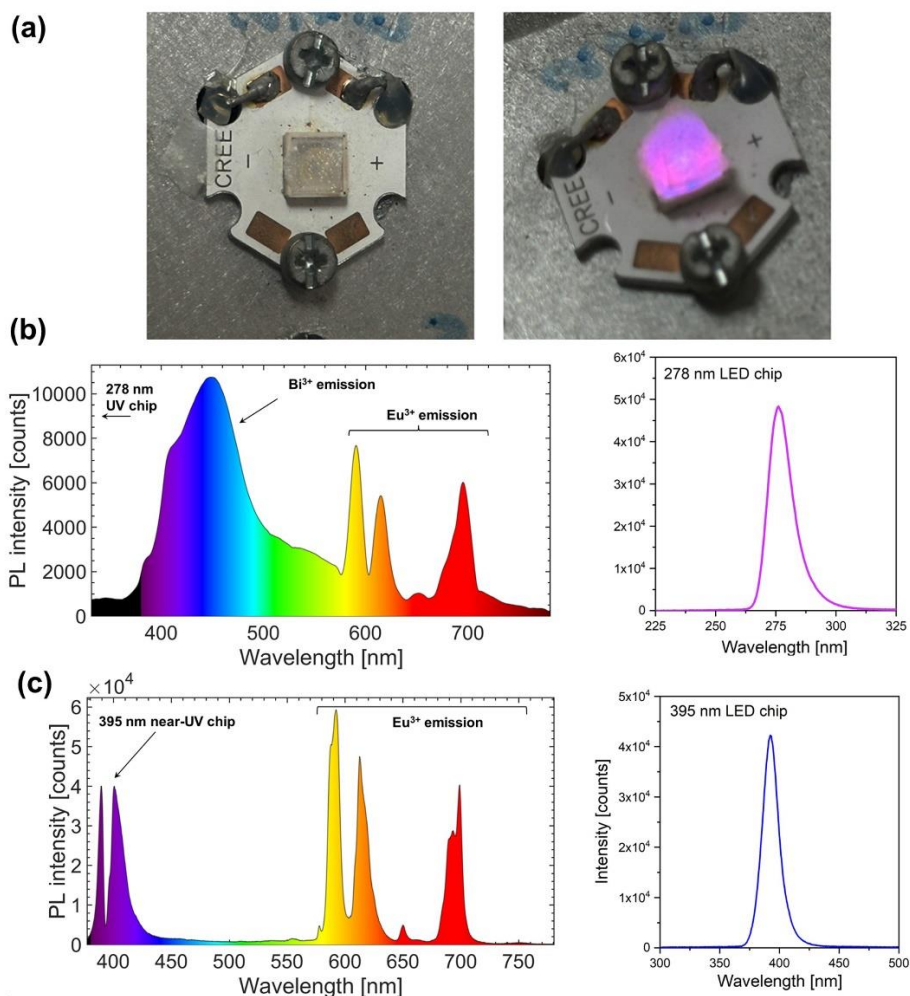 (a)
CREE
-
+
CREE
-
+
(b)
PL intensity [counts]
10000
8000
6000
4000
2000
0
278 nm
UV chip
Bi³⁺ emission
Eu³⁺ emission
400
500
600
700
Wavelength [nm]
278 nm LED chip
6x10⁴
5x10⁴
4x10⁴
3x10⁴
2x10⁴
1x10⁴
0
225
250
275
300
325
Wavelength [nm]
(c)
×10⁴
PL intensity [counts]
6
5
4
3
2
1
0
395 nm near-UV chip
Eu³⁺ emission
400
450
500
550
600
650
700
750
Wavelength [nm]
395 nm LED chip
Intensity [counts]
5x10⁴
4x10⁴
3x10⁴
2x10⁴
1x10⁴
0
300
350
400
450
500
Wavelength [nm]